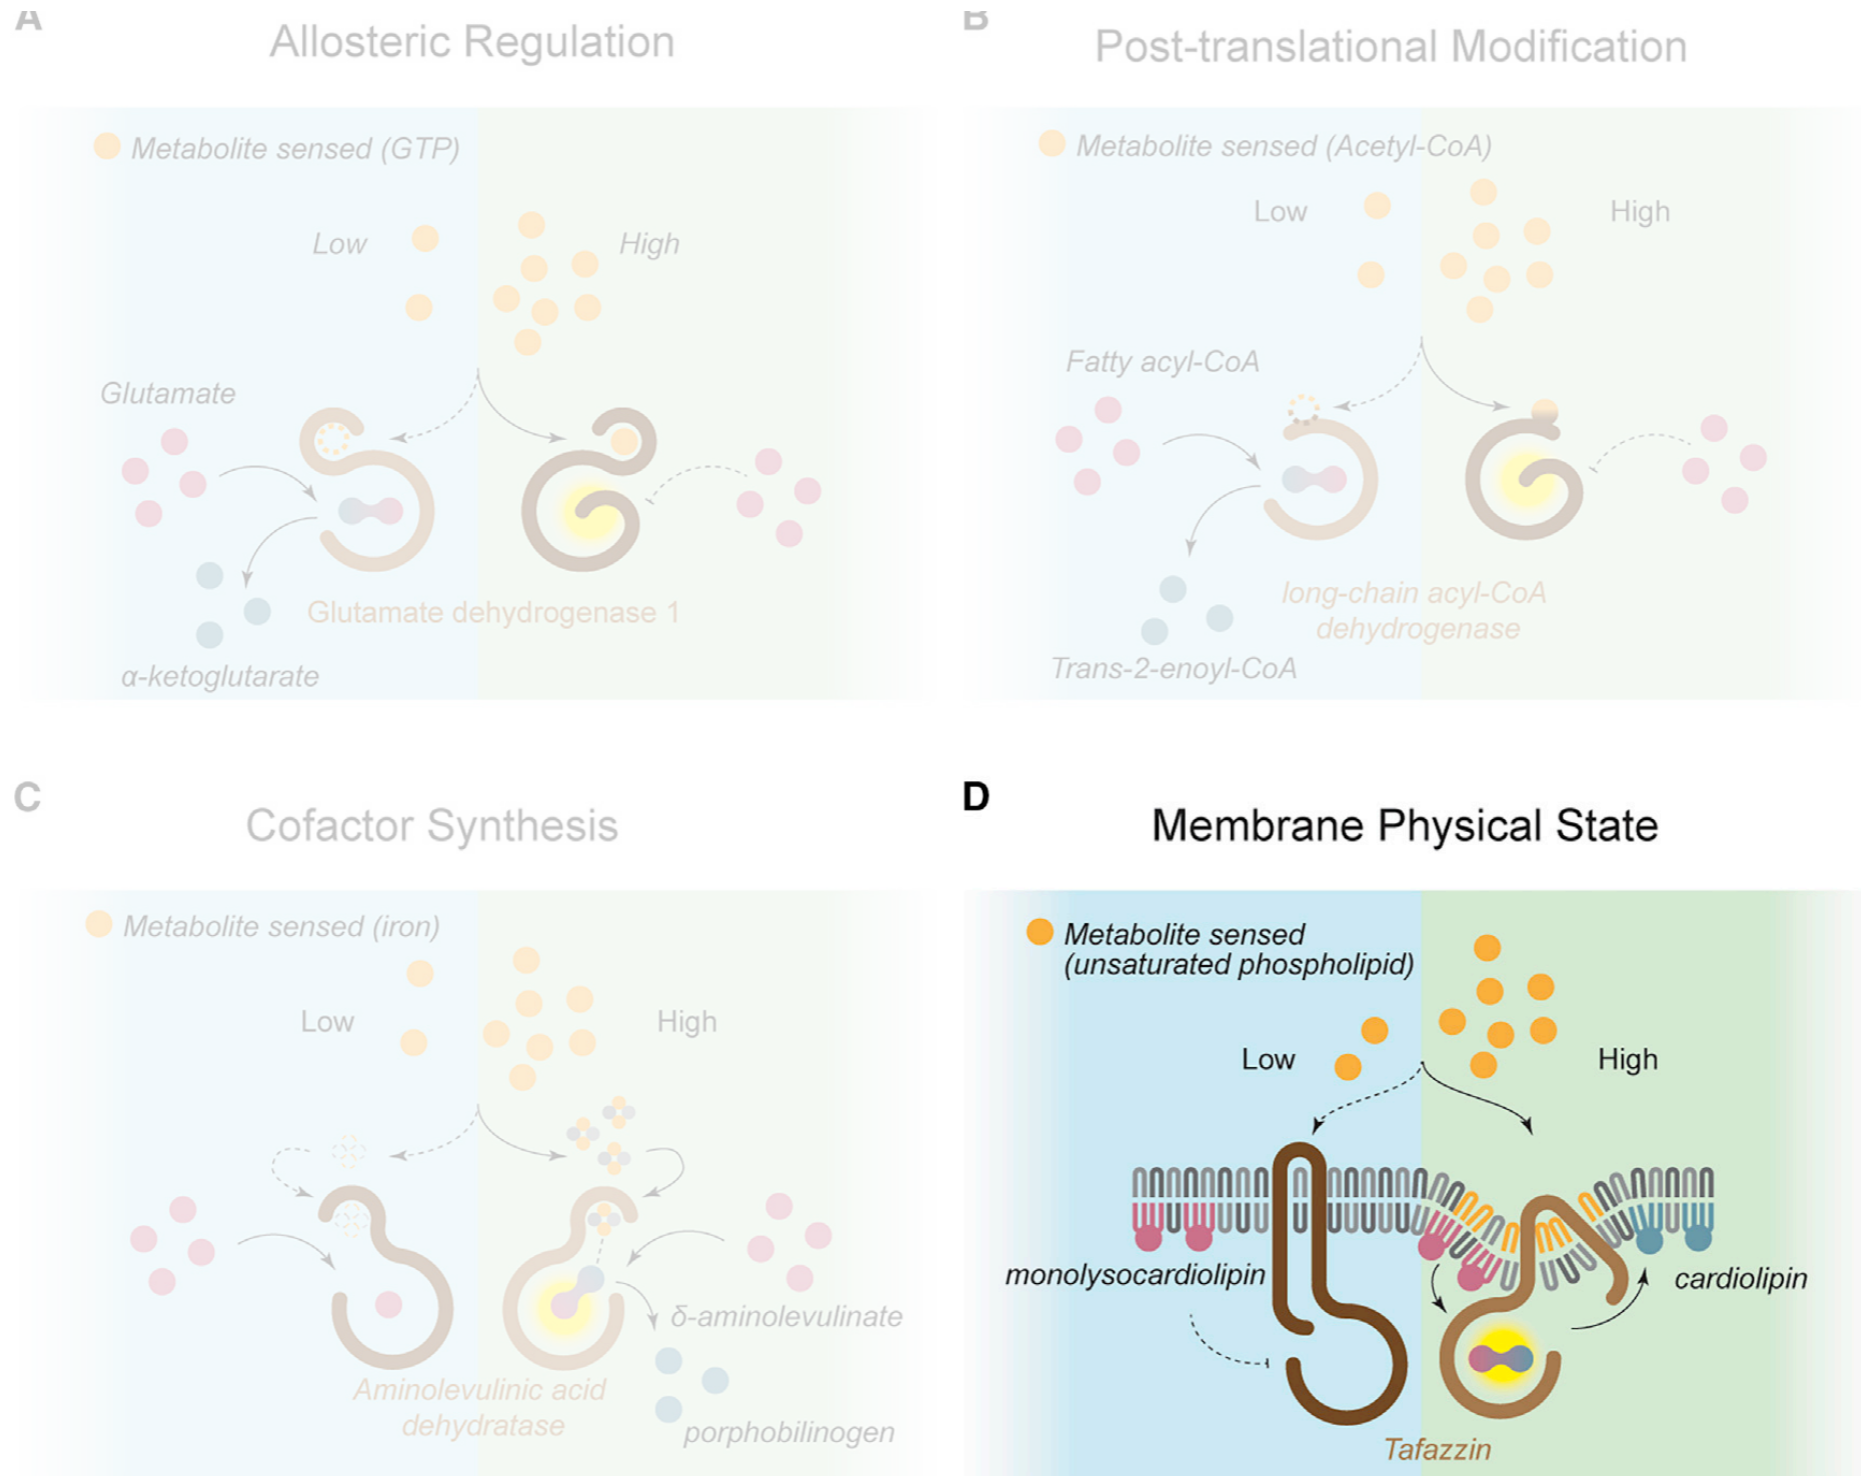 A
Allosteric Regulation
Metabolite sensed (GTP)
Low
High
Glutamate
Glutamate dehydrogenase 1
α-ketoglutarate
B
Post-translational Modification
Metabolite sensed (Acetyl-CoA)
Low
High
Fatty acyl-CoA
long-chain acyl-CoA
dehydrogenase
Trans-2-enoyl-CoA
C
Cofactor Synthesis
Metabolite sensed (iron)
Low
High
δ-aminolevulinate
Aminolevulinic acid
dehydratase
porphobilinogen
D
Membrane Physical State
Metabolite sensed
(unsaturated phospholipid)
Low
High
monolysocardiolipin
cardiolipin
Tafazzin